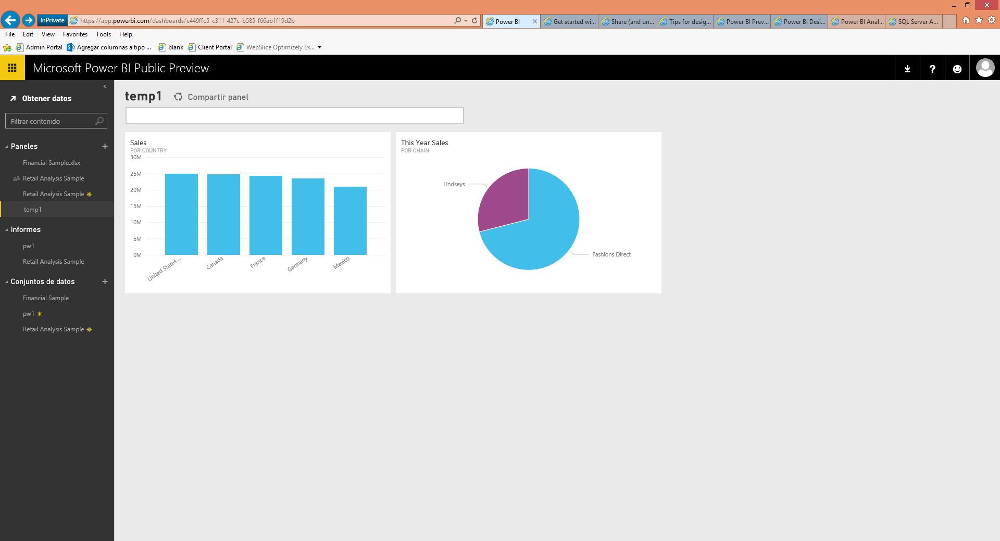 InPrivate
https://app.powerbi.com/dashboards/c449ffc5-c311-427c-b585-f66ab1f19d2b
Power BI
Get started wi...
Share (and un...
Tips for desig...
Power BI Prev...
Power BI Desi...
Power BI Anal...
SQL Server A...
File Edit View Favorites Tools Help
Admin Portal
Agregar columnas a tipo ...
blank
Client Portal
WebSlice Optimizely Ex...
Microsoft Power BI Public Preview
?
Obtener datos
Filtrar contenido
Paneles
Financial Sample.xlsx
Retail Analysis Sample
Retail Analysis Sample
temp1
Informes
pw1
Retail Analysis Sample
Conjuntos de datos
Financial Sample
pw1
Retail Analysis Sample
temp1
Compartir panel
Sales
POR COUNTRY
30M
25M
20M
15M
10M
5M
0M
United States ...
Canada
France
Germany
Mexico
This Year Sales
POR CHAIN
Lindseys
Fashions Direct